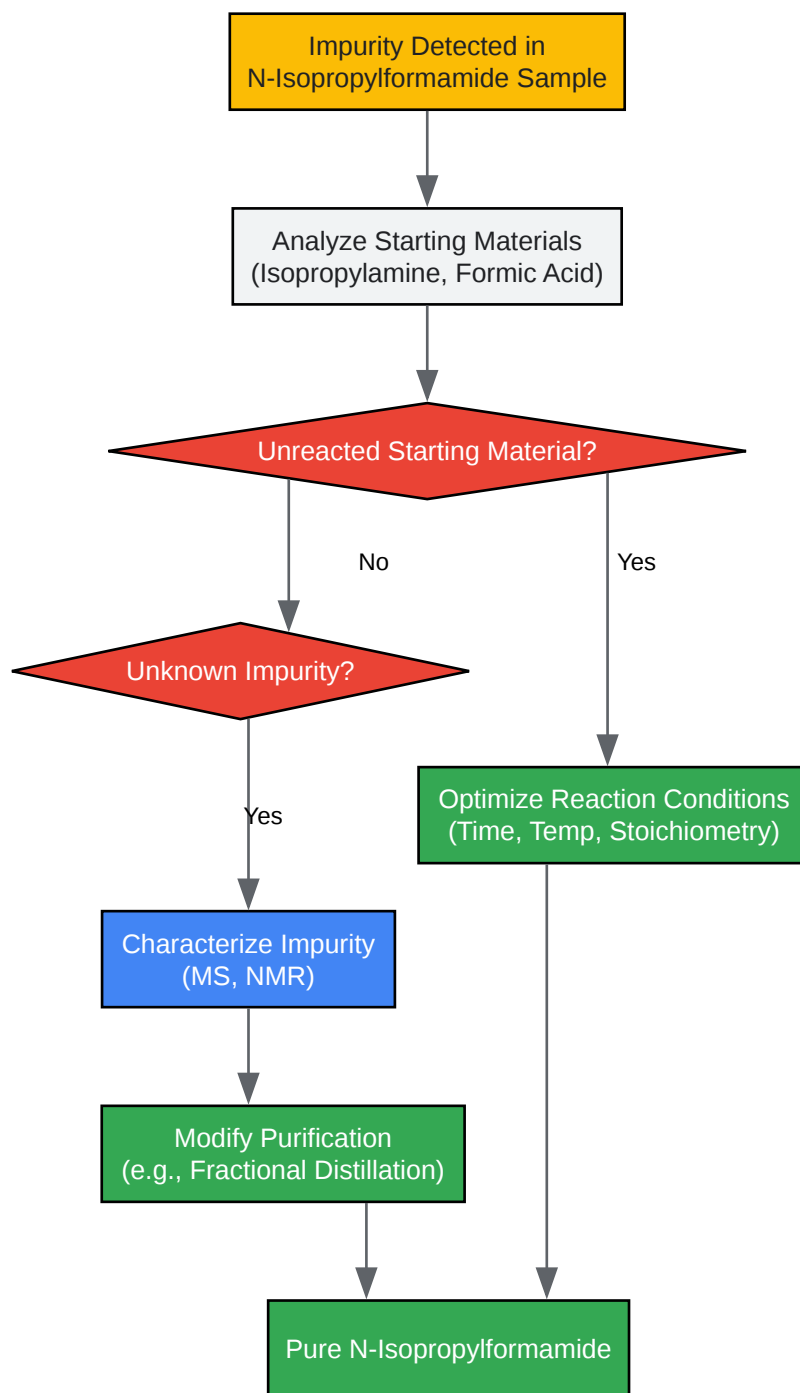 Impurity Detected in
N-Isopropylformamide Sample
Analyze Starting Materials
(Isopropylamine, Formic Acid)
Unreacted Starting Material?
No
Yes
Unknown Impurity?
Optimize Reaction Conditions
(Time, Temp, Stoichiometry)
Yes
Characterize Impurity
(MS, NMR)
Modify Purification
(e.g., Fractional Distillation)
Pure N-Isopropylformamide